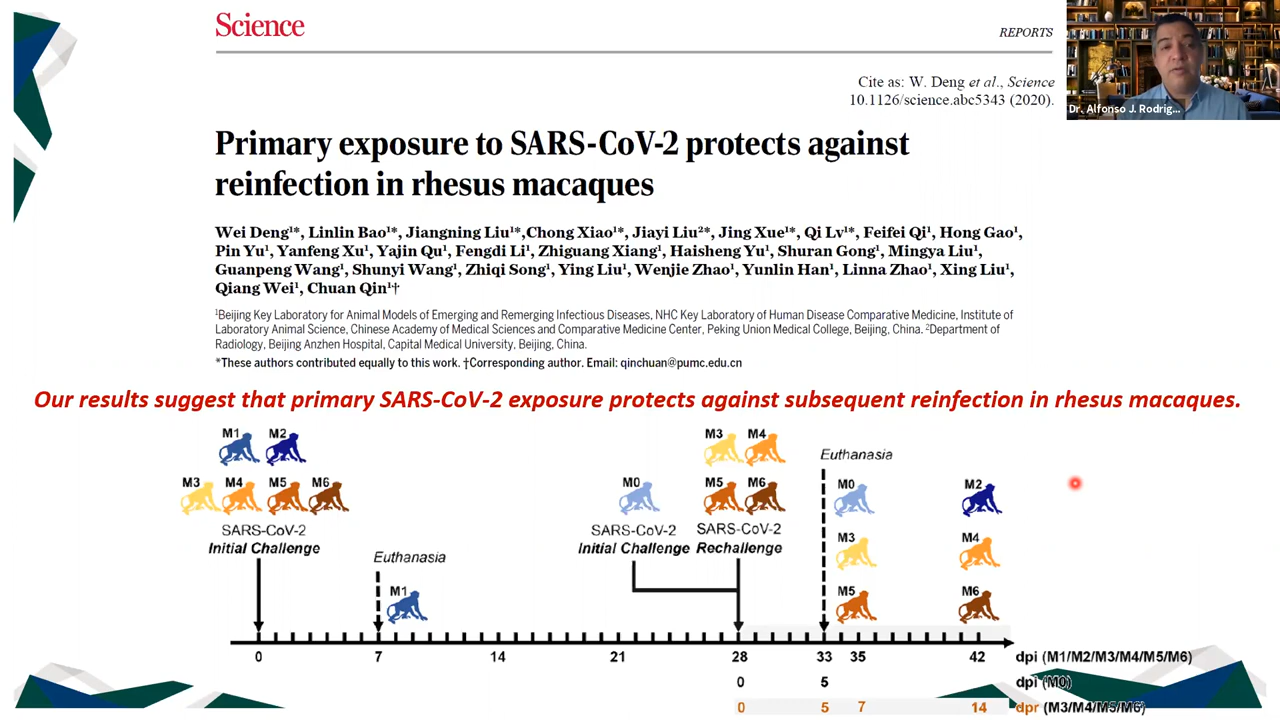 Science
REPORTS
Dr. Alfonso J. Rodrig...
Cite as: W. Deng et al., Science
10.1126/science.abc5343 (2020).
Primary exposure to SARS-CoV-2 protects against
reinfection in rhesus macaques
Wei Deng¹*, Linlin Bao¹*, Jiangning Liu¹*,Chong Xiao¹*, Jiayi Liu²*, Jing Xue¹*, Qi Lv¹*, Feifei Qi¹, Hong Gao¹,
Pin Yu¹, Yanfeng Xu¹, Yajin Qu¹, Fengdi Li¹, Zhiguang Xiang¹, Haisheng Yu¹, Shuran Gong¹, Mingya Liu¹,
Guanpeng Wang¹, Shunyi Wang¹, Zhiqi Song¹, Ying Liu¹, Wenjie Zhao¹, Yunlin Han¹, Linna Zhao¹, Xing Liu¹,
Qiang Wei¹, Chuan Qin¹†
¹Beijing Key Laboratory for Animal Models of Emerging and Remerging Infectious Diseases, NHC Key Laboratory of Human Disease Comparative Medicine, Institute of
Laboratory Animal Science, Chinese Academy of Medical Sciences and Comparative Medicine Center, Peking Union Medical College, Beijing, China. ²Department of
Radiology, Beijing Anzhen Hospital, Capital Medical University, Beijing, China.
*These authors contributed equally to this work. †Corresponding author. Email: qinchuan@pumc.edu.cn
Our results suggest that primary SARS-CoV-2 exposure protects against subsequent reinfection in rhesus macaques.
M1 M2
M3 M4 M5 M6
SARS-CoV-2
Initial Challenge
Euthanasia
M1
M0
SARS-CoV-2
Initial Challenge
M3 M4
M5 M6
SARS-CoV-2
Rechallenge
Euthanasia
M0 M2
M3 M4
M5 M6
0 7 14 21 28 33 35 42 dpi (M1/M2/M3/M4/M5/M6)
0 5 dpi (M0)
0 5 7 14 dpr (M3/M4/M5/M6)